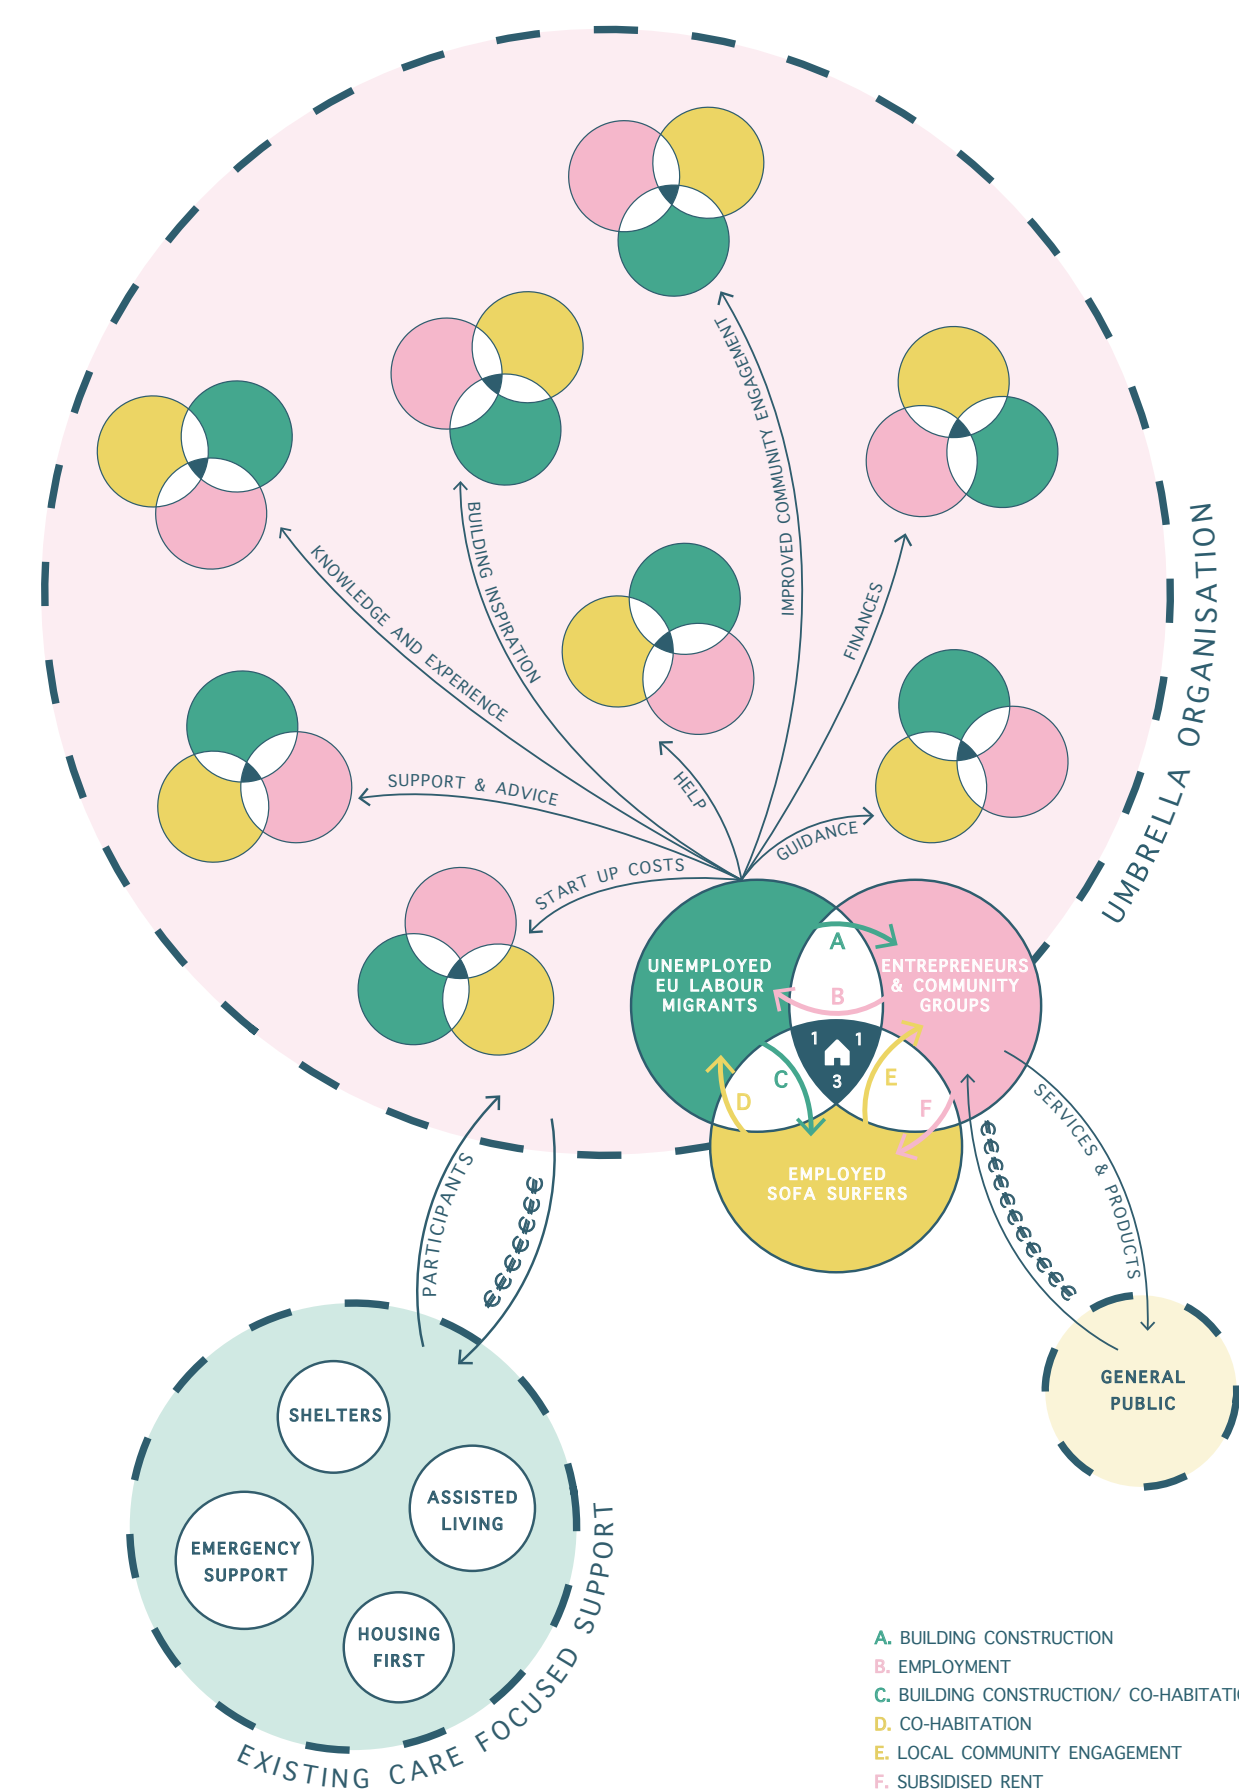 IMPROVED COMMUNITY ENGAGEMENT
BUILDING INSPIRATION
KNOWLEDGE AND EXPERIENCE
FINANCES
UMBRELLA ORGANISATION
SUPPORT & ADVICE
HELP
GUIDANCE
START UP COSTS
UNEMPLOYED
EU LABOUR
MIGRANTS
ENTREPRENEURS
& COMMUNITY
GROUPS
A
B
1
1
3
C
D
E
F
EMPLOYED
SOFA SURFERS
PARTICIPANTS
€€€€€€€€
SERVICES & PRODUCTS
€€€€€€€€€€€€€
GENERAL
PUBLIC
SHELTERS
ASSISTED
LIVING
EMERGENCY
SUPPORT
HOUSING
FIRST
EXISTING CARE FOCUSED SUPPORT
A. BUILDING CONSTRUCTION
B. EMPLOYMENT
C. BUILDING CONSTRUCTION/ CO-HABITATIO
D. CO-HABITATION
E. LOCAL COMMUNITY ENGAGEMENT
F. SUBSIDISED RENT